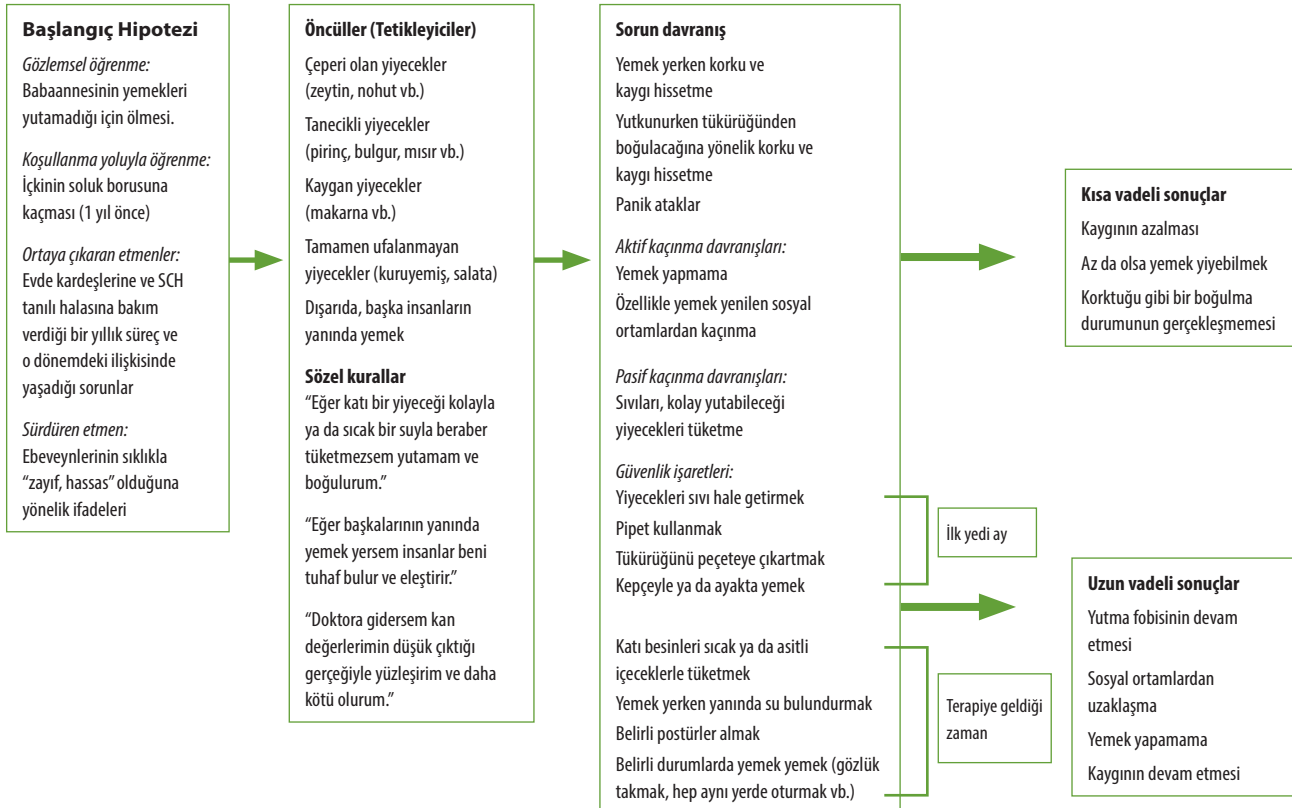 Başlangıç Hipotezi
Gözlemsel öğrenme:
Babaannesinin yemekleri
yutamadığı için ölmesi.
Koşullanma yoluyla öğrenme:
İçkinin soluk borusuna
kaçması (1 yıl önce)
Ortaya çıkaran etmenler:
Evde kardeşlerine ve SCH
tanılı halasına bakım
verdiği bir yıllık süreç ve
o dönemdeki ilişkisinde
yaşadığı sorunlar
Sürdüren etmen:
Ebeveynlerinin sıklıkla
“zayıf, hassas” olduğuna
yönelik ifadeleri
Öncüller (Tetikleyiciler)
Çeperi olan yiyecekler
(zeytin, nohut vb.)
Tanecikli yiyecekler
(pirinç, bulgur, mısır vb.)
Kaygan yiyecekler
(makarna vb.)
Tamamen ufalanmayan
yiyecekler (kuruyemiş, salata)
Dışarıda, başka insanların
yanında yemek
Sözel kurallar
“Eğer katı bir yiyeceği kolayla
ya da sıcak bir suyla beraber
tüketmezsem yutamam ve
boğulurum.”
“Eğer başkalarının yanında
yemek yersem insanlar beni
tuhaf bulur ve eleştirir.”
“Doktora gidersem kan
değerlerimin düşük çıktığı
gerçeğiyle yüzleşirim ve daha
kötü olurum.”
Sorun davranış
Yemek yerken korku ve
kaygı hissetme
Yutkunurken tükürüğünden
boğulacağına yönelik korku ve
kaygı hissetme
Panik ataklar
Aktif kaçınma davranışları:
Yemek yapmama
Özellikle yemek yenilen sosyal
ortamlardan kaçınma
Pasif kaçınma davranışları:
Sıvıları, kolay yutabileceği
yiyecekleri tüketme
Güvenlik işaretleri:
Yiyecekleri sıvı hale getirmek
Pipet kullanmak
Tükürüğünü peçeteye çıkartmak
Kepçeyle ya da ayakta yemek
Katı besinleri sıcak ya da asitli
içeceklerle tüketmek
Yemek yerken yanında su bulundurmak
Belirli postürler almak
Belirli durumlarda yemek yemek (gözlük
takmak, hep aynı yerde oturmak vb.)
İlk yedi ay
Terapiye geldiği
zaman
Kısa vadeli sonuçlar
Kaygının azalması
Az da olsa yemek yiyebilmek
Korktuğu gibi bir boğulma
durumunun gerçekleşmemesi
Uzun vadeli sonuçlar
Yutma fobisinin devam
etmesi
Sosyal ortamlardan
uzaklaşma
Yemek yapamama
Kaygının devam etmesi